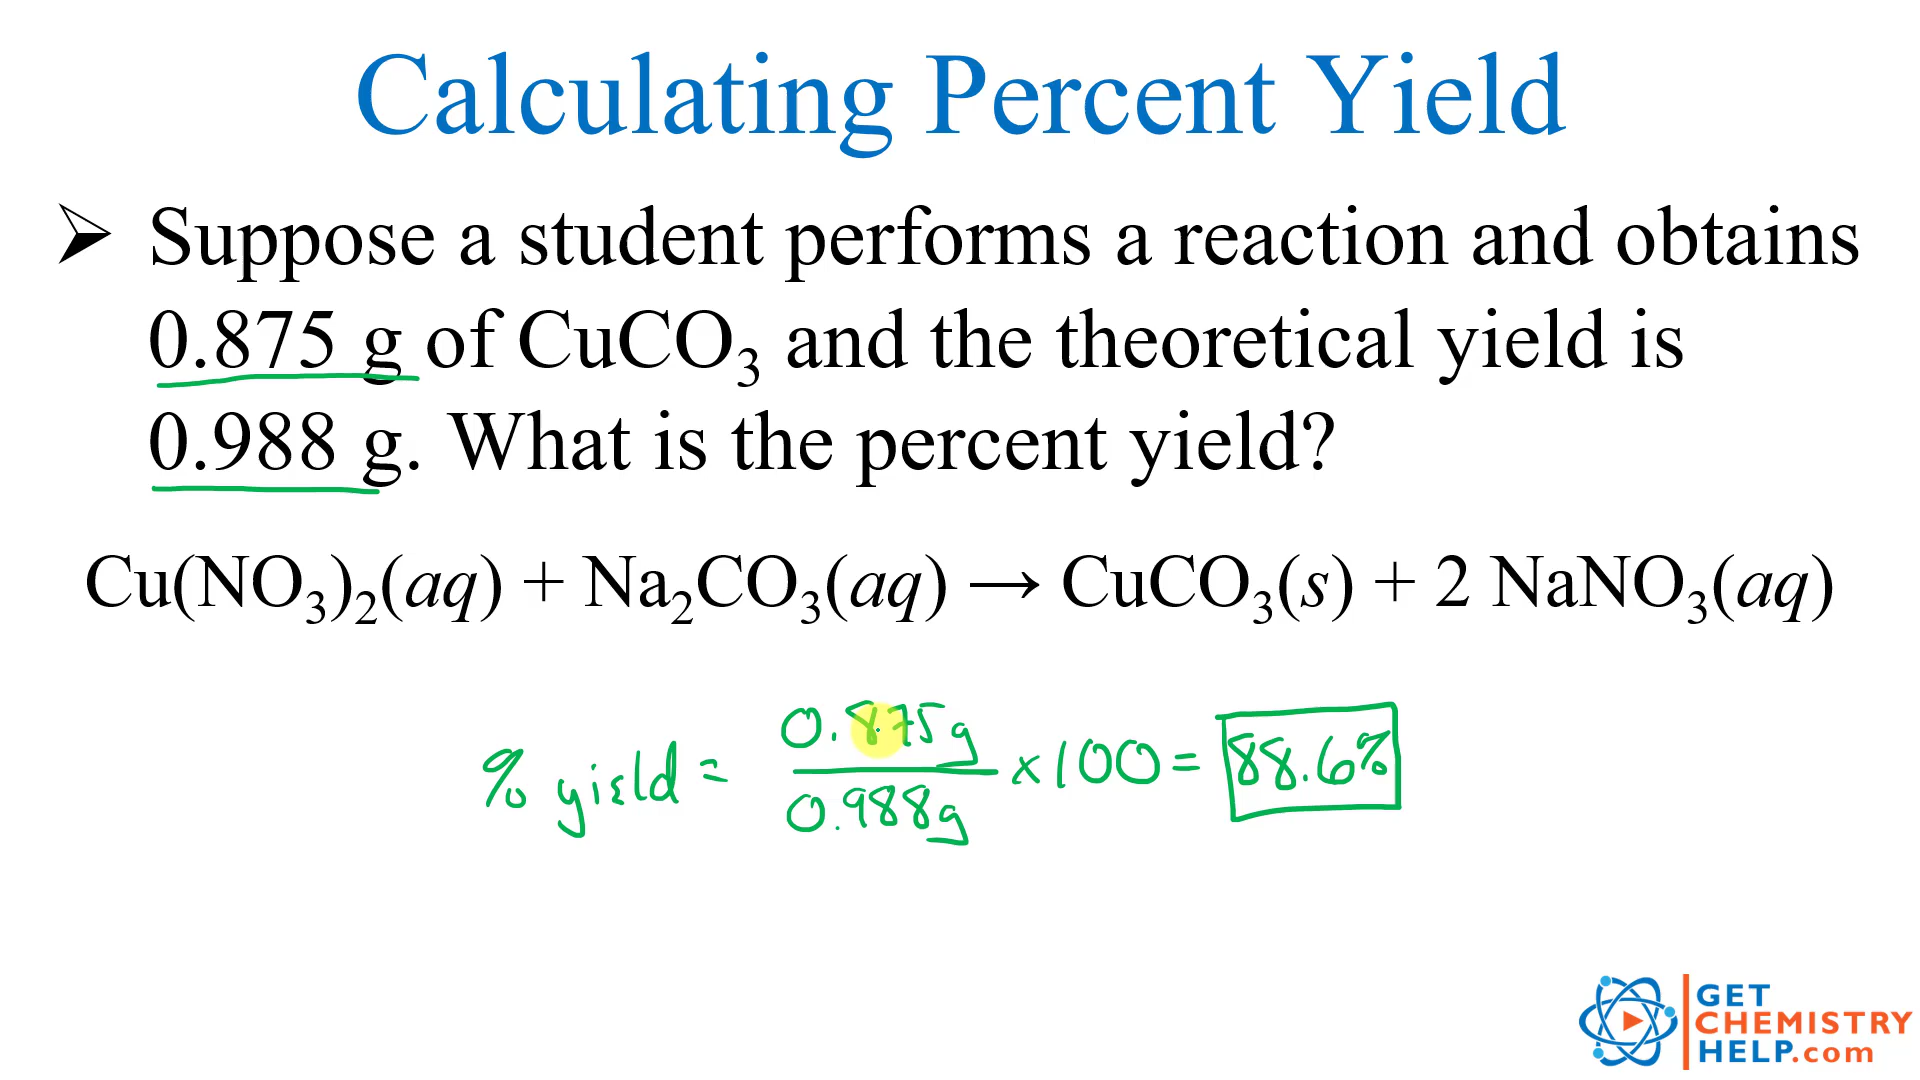 Calculating Percent Yield
➢ Suppose a student performs a reaction and obtains
0.875 g of CuCO₃ and the theoretical yield is
0.988 g. What is the percent yield?
Cu(NO₃)₂(aq) + Na₂CO₃(aq) → CuCO₃(s) + 2 NaNO₃(aq)
% yield = 0.875g / 0.988g × 100 = 88.6%
GET
CHEMISTRY
HELP.com